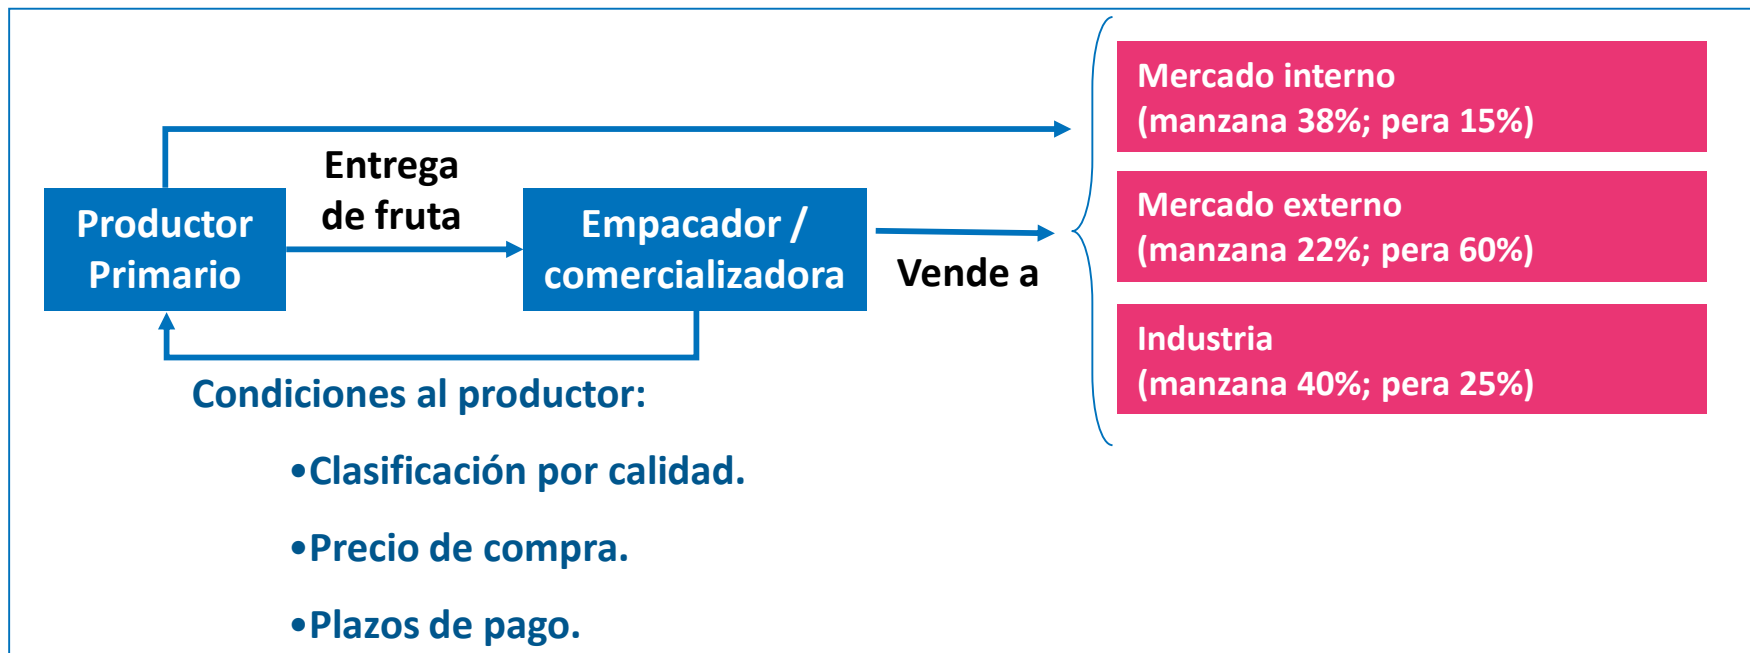 Productor
Primario
Entrega
de fruta
Empacador /
comercializadora
Vende a
Mercado interno
(manzana 38%; pera 15%)
Mercado externo
(manzana 22%; pera 60%)
Industria
(manzana 40%; pera 25%)
Condiciones al productor:
•Clasificación por calidad.
•Precio de compra.
•Plazos de pago.